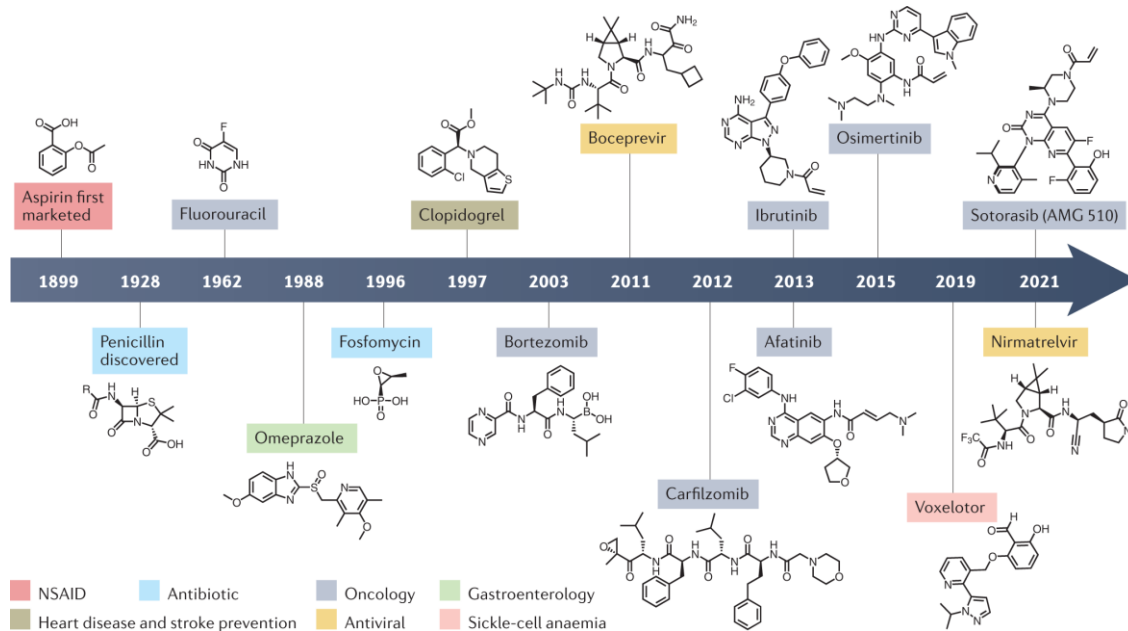 Aspirin first
marketed
Fluorouracil
Clopidogrel
Boceprevir
Ibrutinib
Osimertinib
Sotorasib (AMG 510)
1899 1928 1962 1988 1996 1997 2003 2011 2012 2013 2015 2019 2021
Penicillin
discovered
Omeprazole
Fosfomycin
Bortezomib
Carfilzomib
Afatinib
Voxelotor
Nirmatrelvir
NSAID
Antibiotic
Oncology
Gastroenterology
Heart disease and stroke prevention
Antiviral
Sickle-cell anaemia